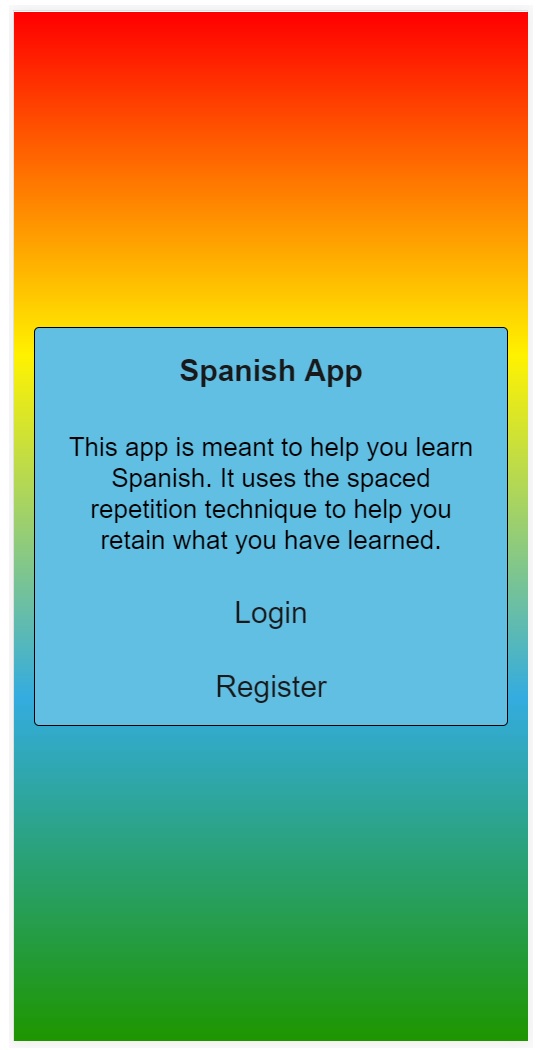 Spanish App
This app is meant to help you learn
Spanish. It uses the spaced
repetition technique to help you
retain what you have learned.
Login
Register